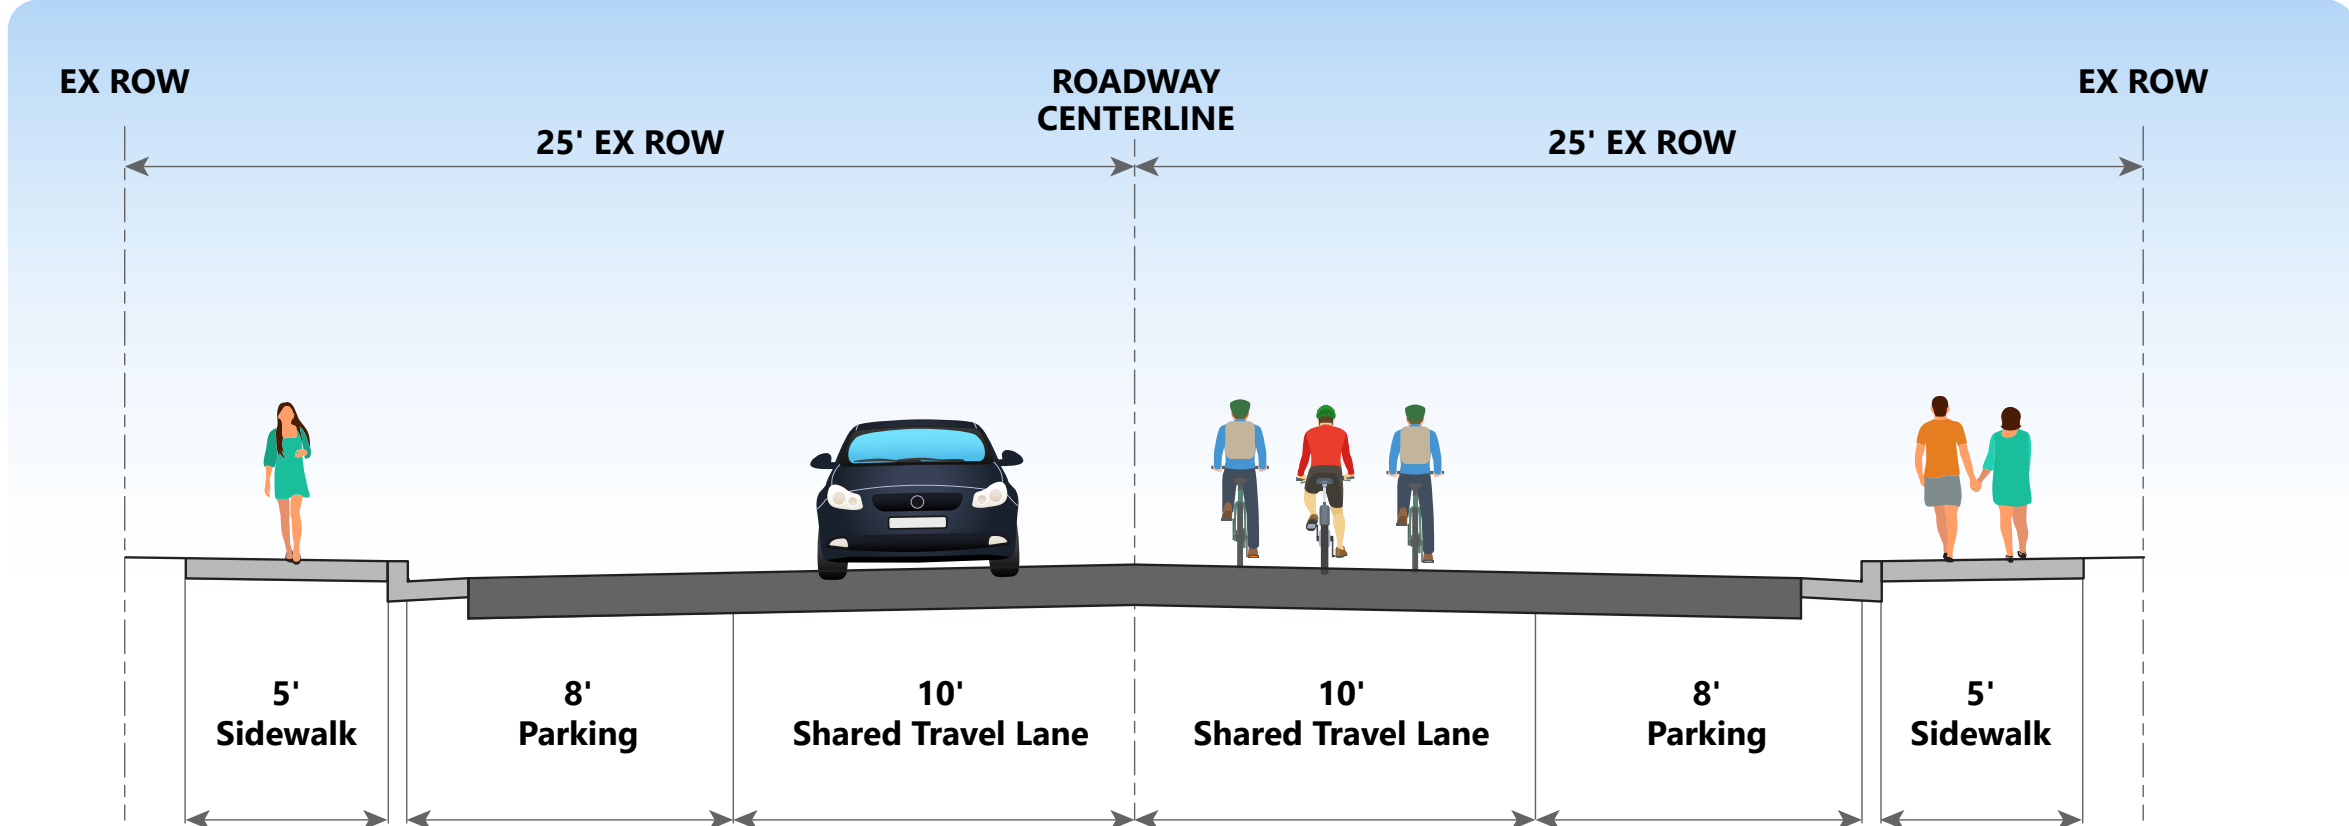 EX ROW
ROADWAY
CENTERLINE
EX ROW
25' EX ROW
25' EX ROW
5'
Sidewalk
8'
Parking
10'
Shared Travel Lane
10'
Shared Travel Lane
8'
Parking
5'
Sidewalk